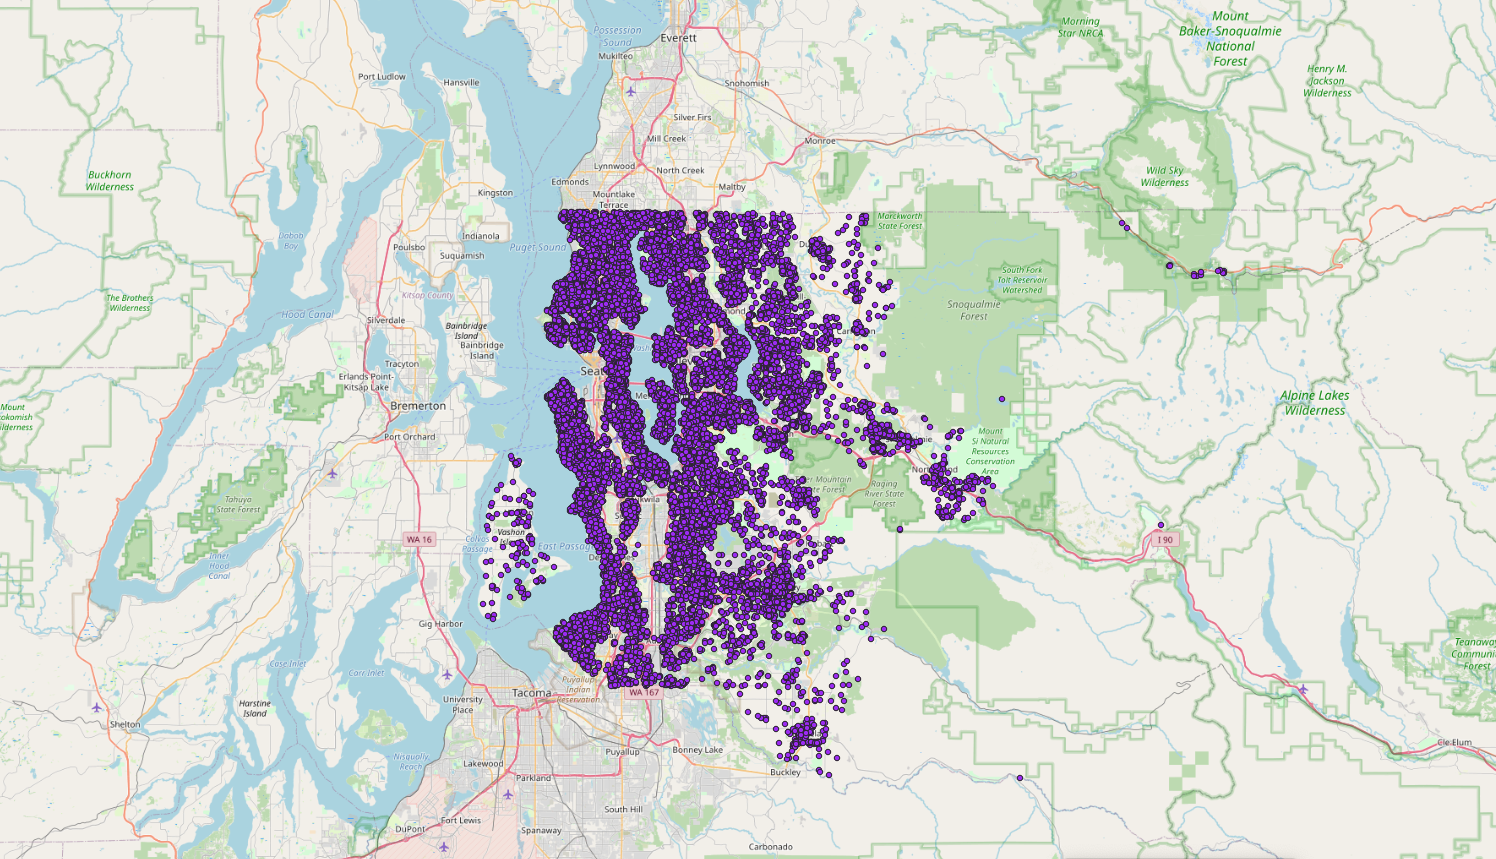 Possession
Sound
Everett
Mukilteo
Morning
Star NRCA
Mount
Baker-Snoqualmie
National
Forest
Henry M.
Jackson
Wilderness
Port Ludlow
Hansville
Snohomish
Silver Firs
Mill Creek
Monroe
Lynnwood
North Creek
Edmonds
Maltby
Mountlake
Terrace
Buckhorn
Wilderness
Kingston
Wild Sky
Wilderness
Dabob
Bay
Indianola
Poulsbo
Suquamish
Puget Sound
Marckworth
State Forest
South Fork
Tolt Reservoir
Watershed
Snoqualmie
Forest
The Brothers
Wilderness
Hood Canal
Kitsap County
Silverdale
Bainbridge
Island
Bainbridge
Island
Tracyton
Erlands Point-
Kitsap Lake
Bremerton
Port Orchard
Seat
Alpine Lakes
Wilderness
Mount
Wilderness
Mount
Si Natural
Resources
Conservation
Area
Raging
River State
Forest
Tahuya
State Forest
WA 16
Colvos
Passage
Vashon
East Passage
I 90
Inner
Hood
Canal
Gig Harbor
Case Inlet
Carr Inlet
Harstine
Island
Shelton
University
Place
Tacoma
Puyallup
Indian
Reservation
WA 167
Teanaway
Communi
Forest
Cle Elum
Nisqually
Reach
Lakewood
Parkland
Puyallup
Bonney Lake
Buckley
South Hill
DuPont
Fort Lewis
Spanaway
Carbonado